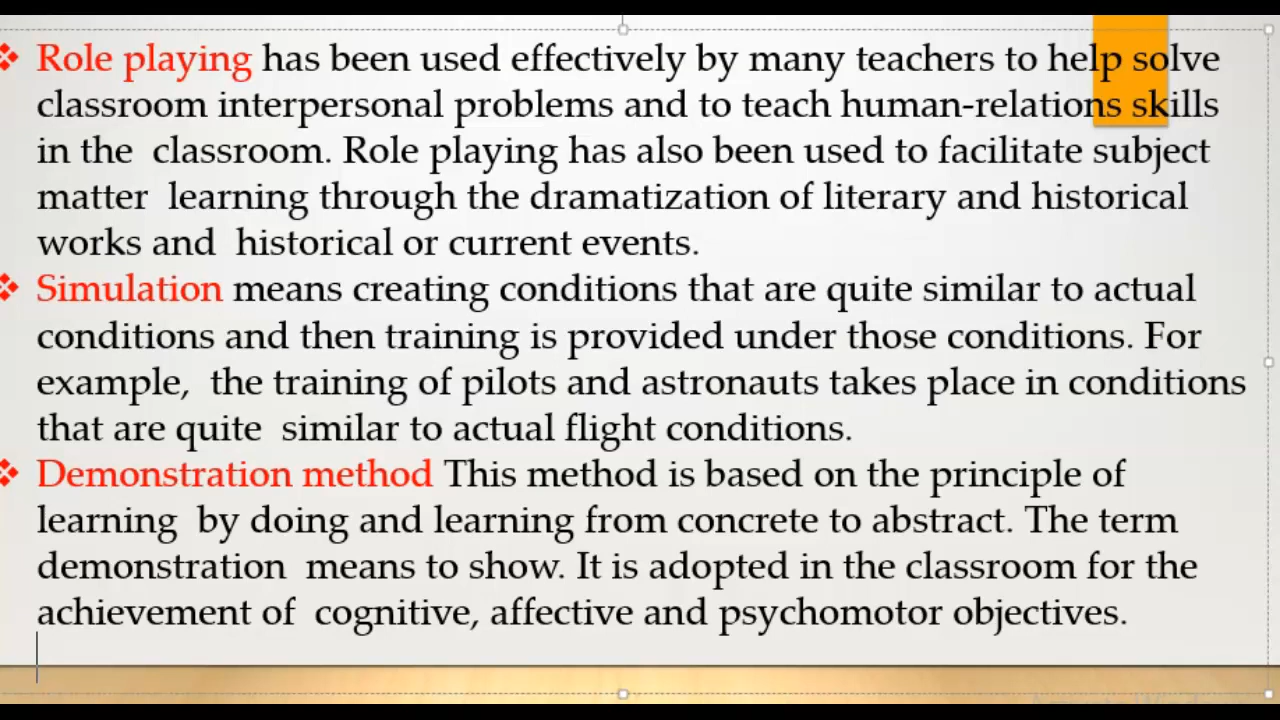 Role playing has been used effectively by many teachers to help solve
classroom interpersonal problems and to teach human-relations skills
in the classroom. Role playing has also been used to facilitate subject
matter learning through the dramatization of literary and historical
works and historical or current events.
Simulation means creating conditions that are quite similar to actual
conditions and then training is provided under those conditions. For
example, the training of pilots and astronauts takes place in conditions
that are quite similar to actual flight conditions.
Demonstration method This method is based on the principle of
learning by doing and learning from concrete to abstract. The term
demonstration means to show. It is adopted in the classroom for the
achievement of cognitive, affective and psychomotor objectives.